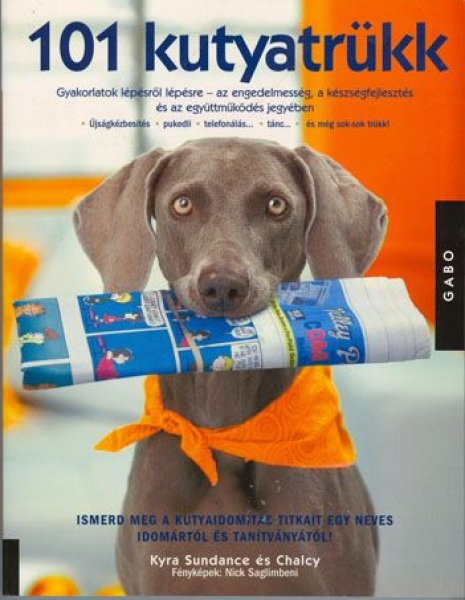 101 kutyatrükk
Gyakorlatok lépésről lépésre – az engedelmesség, a készségfejlesztés
és az együttműködés jegyében
• Újságkézbesítés • pukedli • telefonálás... • tánc... • és még sok-sok trükk!
GABO
ISMERD MEG A KUTYAIDOMÍTÁS TITKAIT EGY NEVES
IDOMÁRTÓL ÉS TANÍTVÁNYÁTÓL!
Kyra Sundance és Chalcy
Fényképek: Nick Saglimbeni